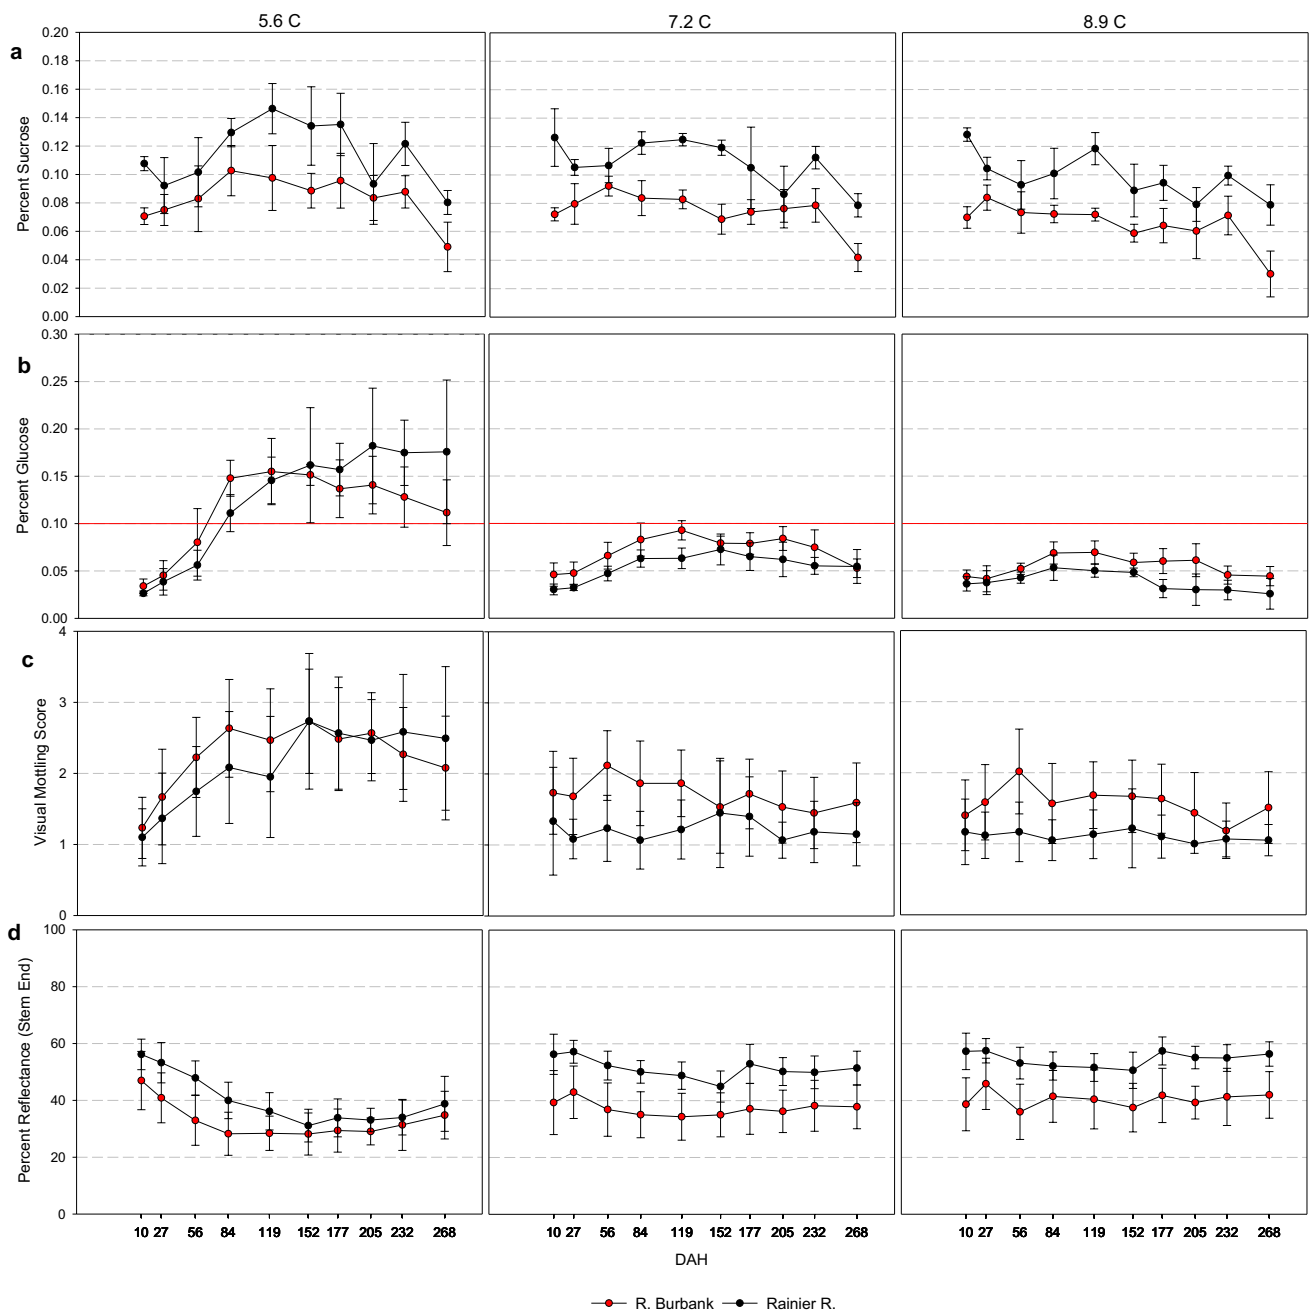 5.6 C 7.2 C 8.9 C
a
Percent Sucrose
0.20
0.18
0.16
0.14
0.12
0.10
0.08
0.06
0.04
0.02
0.00
b
Percent Glucose
0.30
0.25
0.20
0.15
0.10
0.05
0.00
c
Visual Mottling Score
4
3
2
1
0
d
Percent Reflectance (Stem End)
100
80
60
40
20
0
10 27 56 84 119 152 177 205 232 268 10 27 56 84 119 152 177 205 232 268 10 27 56 84 119 152 177 205 232 268
DAH
R. Burbank Rainier R.